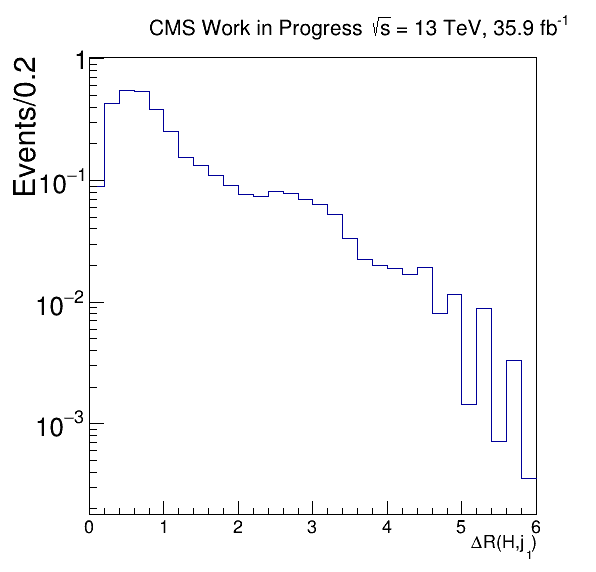 CMS Work in Progress √s = 13 TeV, 35.9 fb⁻¹
Events/0.2
1
10⁻¹
10⁻²
10⁻³
0 1 2 3 4 5 6
ΔR(H,j₁)